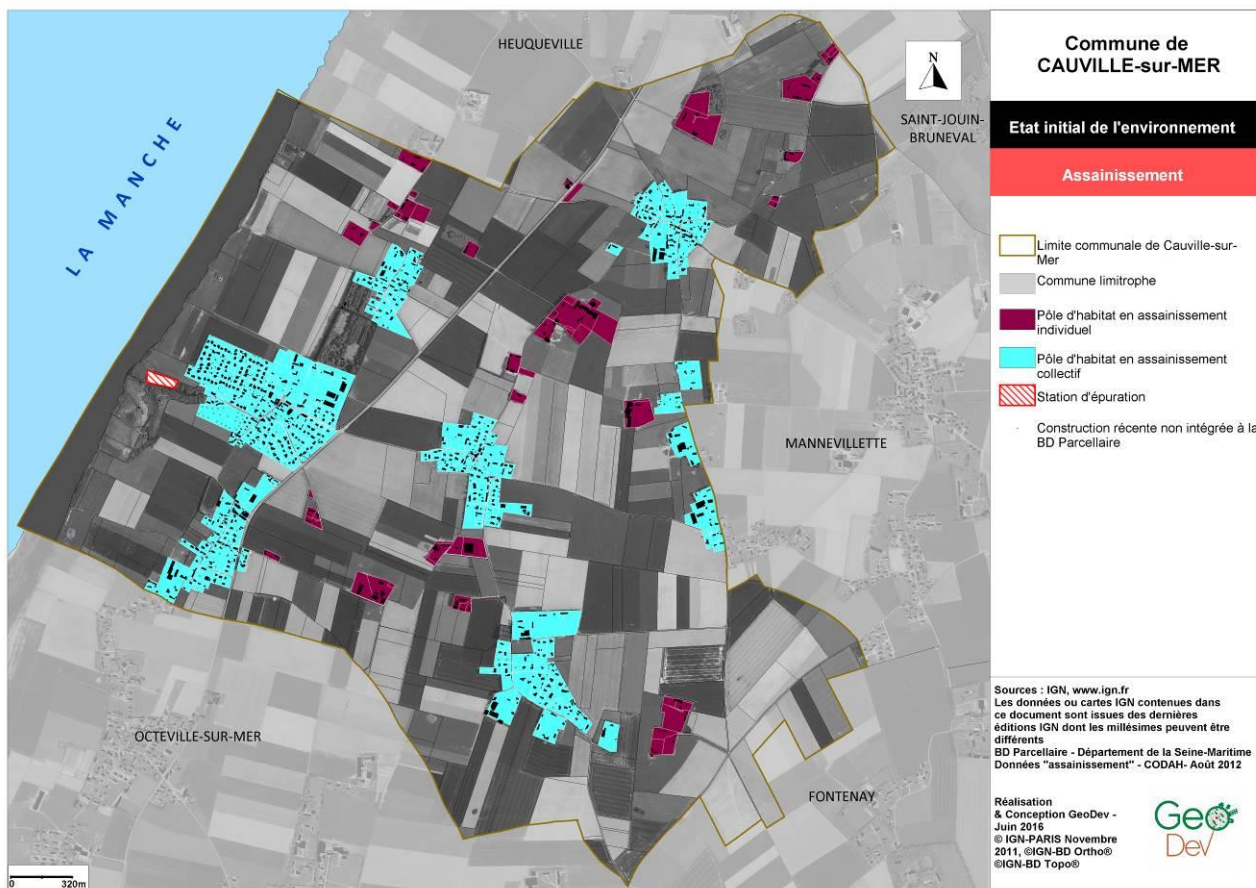 HEUQUEVILLE
N
SAINT-JOUIN-
BRUNEVAL
LA MANCHE
MANNEVILLETTE
OCTEVILLE-SUR-MER
FONTENAY
0 320m
Commune de
CAUVILLE-sur-MER
Etat initial de l'environnement
Assainissement
Limite communale de Cauville-sur-
Mer
Commune limitrophe
Pôle d'habitat en assainissement
individuel
Pôle d'habitat en assainissement
collectif
Station d'épuration
Construction récente non intégrée à la
BD Parcellaire
Sources : IGN, www.ign.fr
Les données ou cartes IGN contenues dans
ce document sont issues des dernières
éditions IGN dont les millésimes peuvent être
différents
BD Parcellaire - Département de la Seine-Maritime
Données "assainissement" - CODAH- Août 2012
Réalisation
& Conception GeoDev -
Juin 2016
© IGN-PARIS Novembre
2011, ©IGN-BD Ortho®
©IGN-BD Topo®
GeoDev